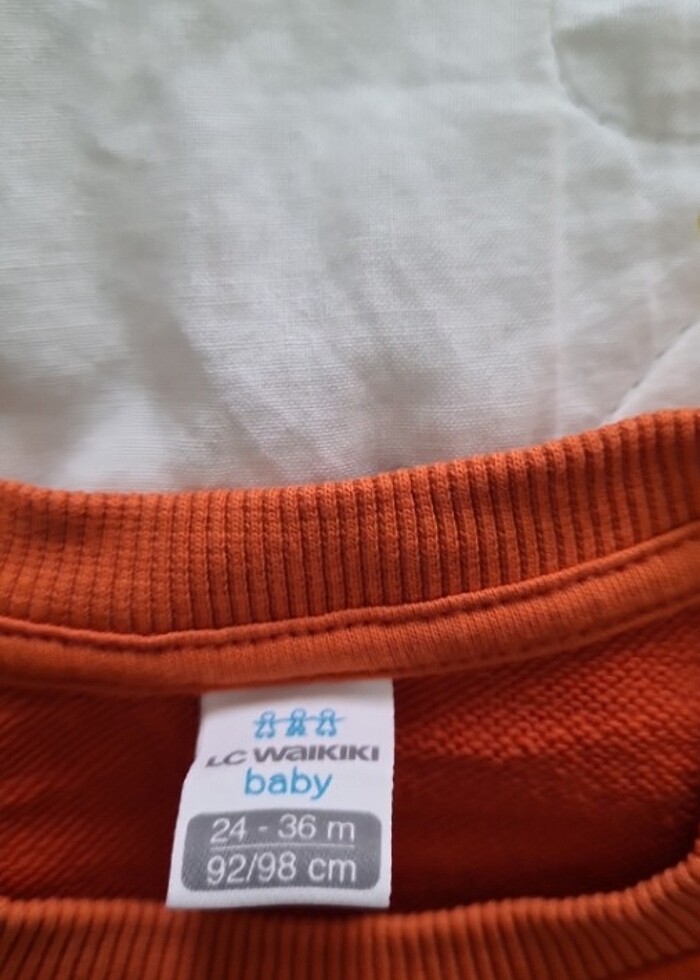 LC WAIKIKI
baby
24 - 36 m
92/98 cm